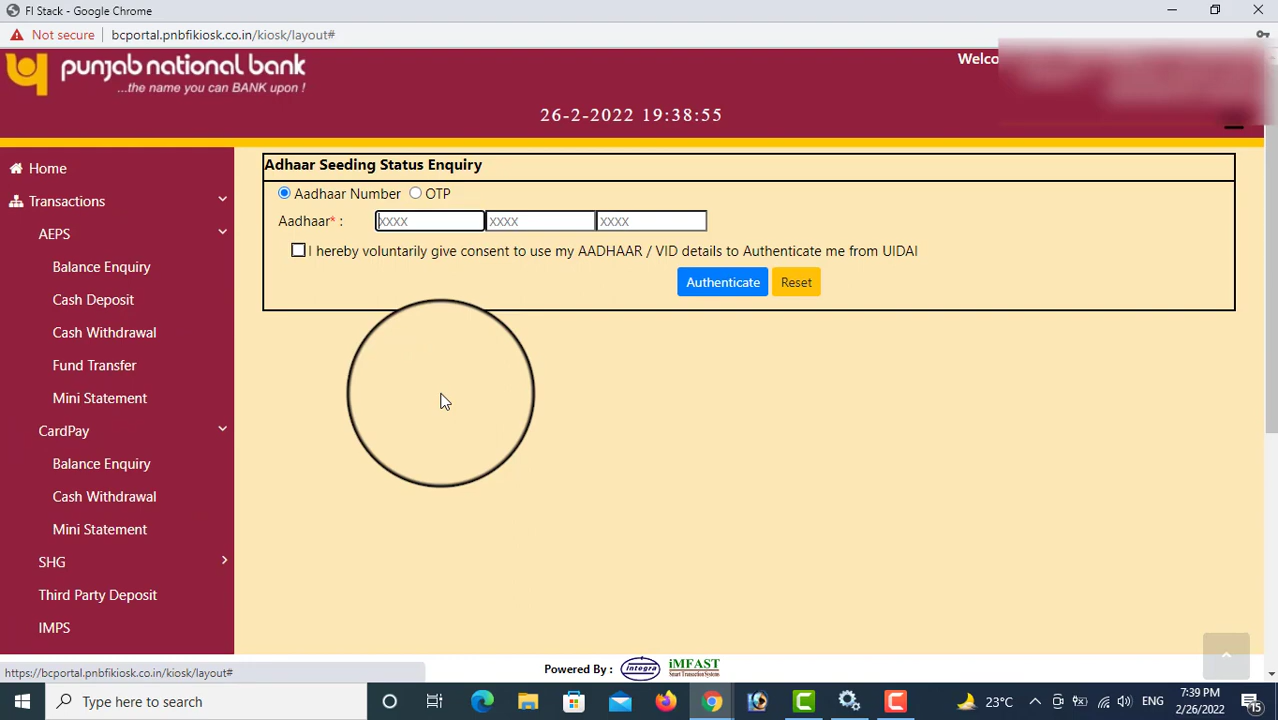 FI Stack - Google Chrome
Not secure bcportal.pnbfikiosk.co.in/kiosk/layout#
punjab national bank
...the name you can BANK upon !
Welco
26-2-2022 19:38:55
Home
Transactions
AEPS
Balance Enquiry
Cash Deposit
Cash Withdrawal
Fund Transfer
Mini Statement
CardPay
Balance Enquiry
Cash Withdrawal
Mini Statement
SHG
Third Party Deposit
IMPS
Adhaar Seeding Status Enquiry
Aadhaar Number OTP
Aadhaar* : XXXX XXXX XXXX
I hereby voluntarily give consent to use my AADHAAR / VID details to Authenticate me from UIDAI
Authenticate Reset
https://bcportal.pnbfikiosk.co.in/kiosk/layout#
Powered By : integra iMFAST
Smart Transaction Systems
Type here to search
23°C ENG 7:39 PM
2/26/2022 15